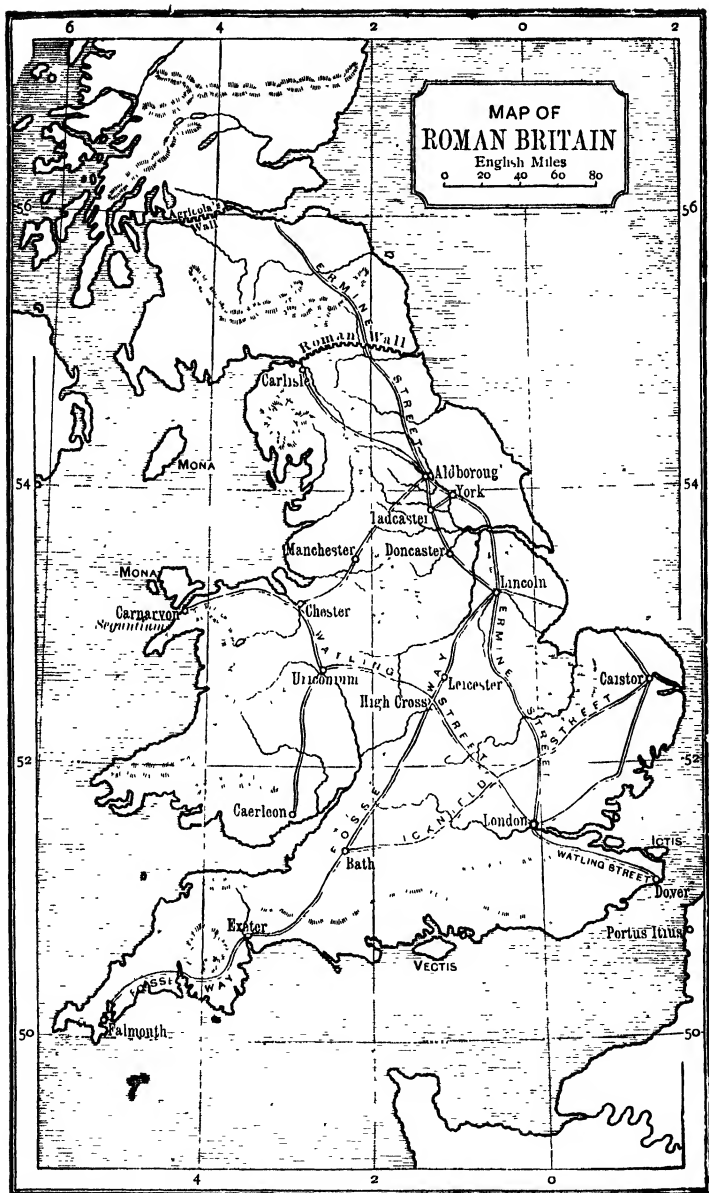 6 4 2 0 2
MAP OF
ROMAN BRITAIN
English Miles
0 20 40 60 80
56
56
Agricola's
Wall
ERMINE
STREET
Roman Wall
Carlisle
MONA
54
54
Aldboroug
York
Tadcaster
Manchester
Doncaster
MONA
Carnarvon
Segontium
Chester
Lincoln
WATLING
STREET
Uriconium
Leicester
High Cross
ERMINE STREE
Caistor
ICKNIFLD STREET
52
52
FOSSE WAY
Caerleon
London
Bath
ICTIS
WATLING STREET
Dover
Exeter
Portus Itius
VECTIS
FOSSE WAY
Falmouth
50
50
4 2 0